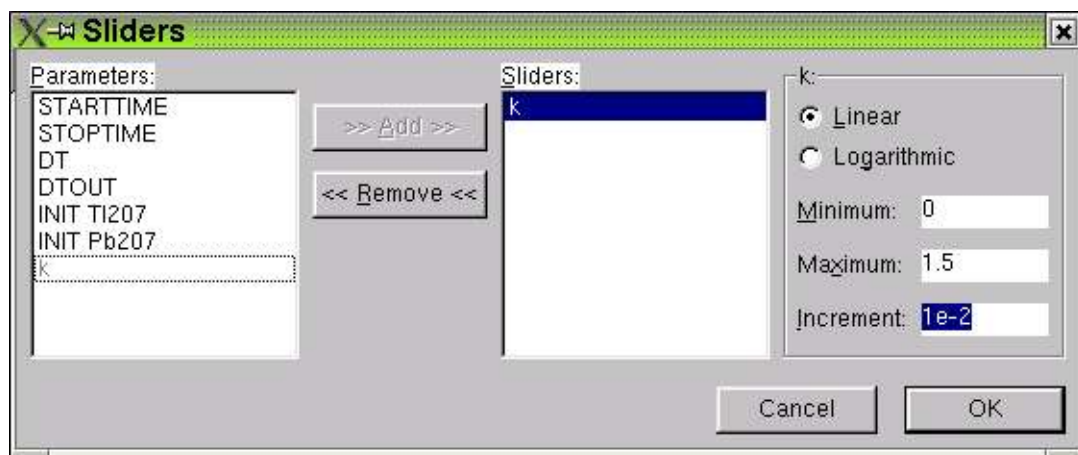 Sliders
Parameters:
STARTTIME
STOPTIME
DT
DTOUT
INIT Tl207
INIT Pb207
k
>> Add >>
<< Remove <<
Sliders:
k
k:
Linear
Logarithmic
Minimum: 0
Maximum: 1.5
Increment: 1e-2
Cancel
OK